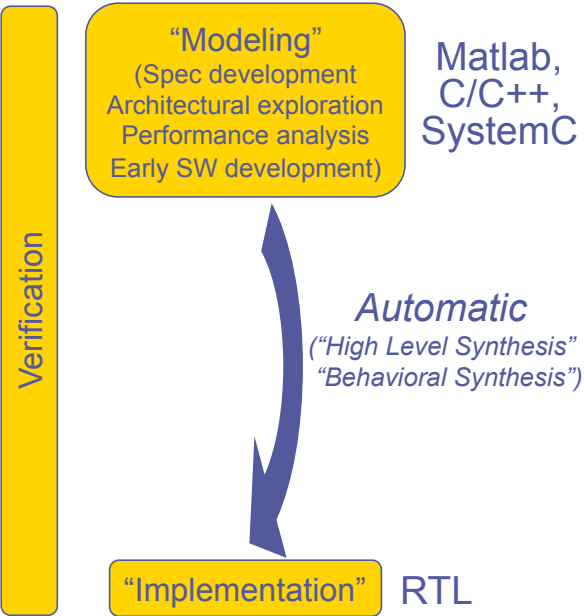 Verification
“Modeling”
(Spec development
Architectural exploration
Performance analysis
Early SW development)
Matlab,
C/C++,
SystemC
Automatic
(“High Level Synthesis”
“Behavioral Synthesis”)
“Implementation”
RTL